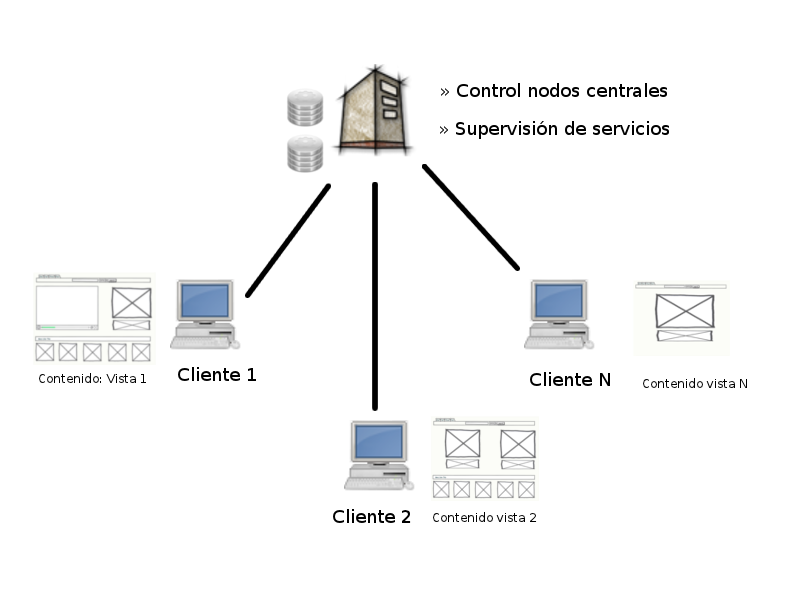 » Control nodos centrales
» Supervisión de servicios
Contenido: Vista 1
Cliente 1
Cliente N
Contenido vista N
Cliente 2
Contenido vista 2